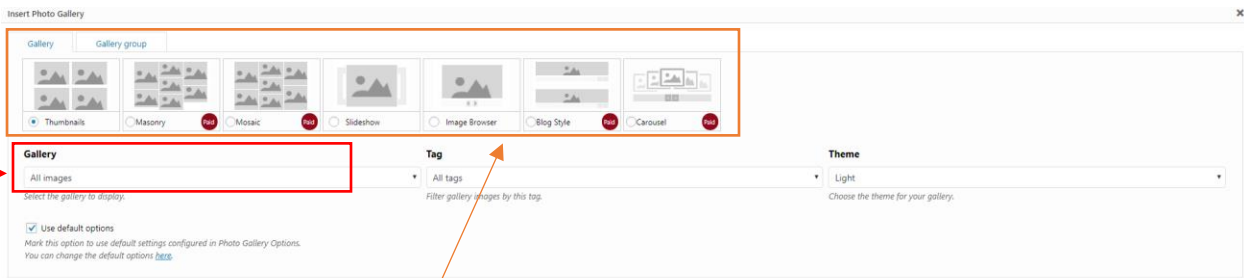 Insert Photo Gallery
Gallery Gallery group
Thumbnails Masonry Paid Mosaic Paid Slideshow Image Browser Blog Style Paid Carousel Paid
Gallery Tag Theme
All images All tags Light
Select the gallery to display. Filter gallery images by this tag. Choose the theme for your gallery.
Use default options
Mark this option to use default settings configured in Photo Gallery Options.
You can change the default options here.